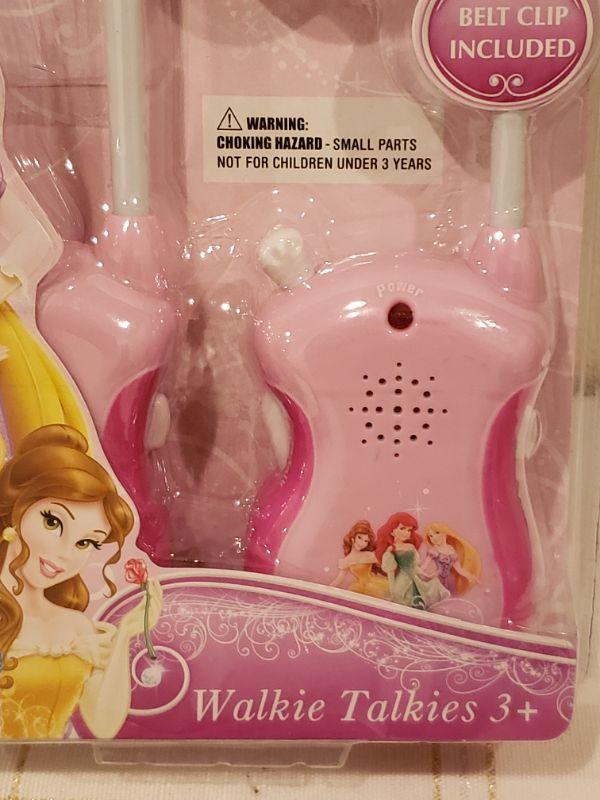 BELT CLIP
INCLUDED
WARNING:
CHOKING HAZARD - SMALL PARTS
NOT FOR CHILDREN UNDER 3 YEARS
Power
Walkie Talkies 3+